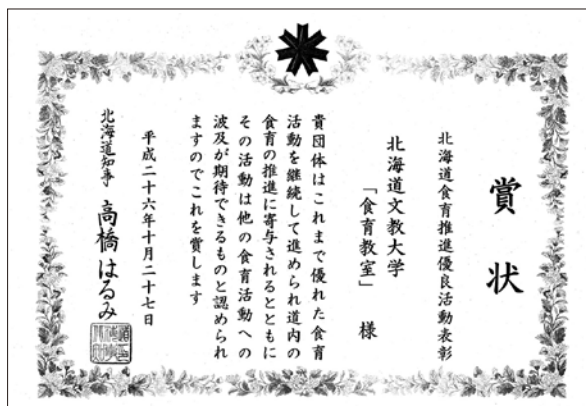 賞状
北海道食育推進優良活動表彰
北海道文教大学
「食育教室」 様
貴団体はこれまで優れた食育
活動を継続して進められ道内の
食育の推進に寄与されるとともに
その活動は他の食育活動への
波及が期待できるものと認められ
ますのでこれを賞します
平成二十六年十月二十七日
北海道知事 高橋はるみ